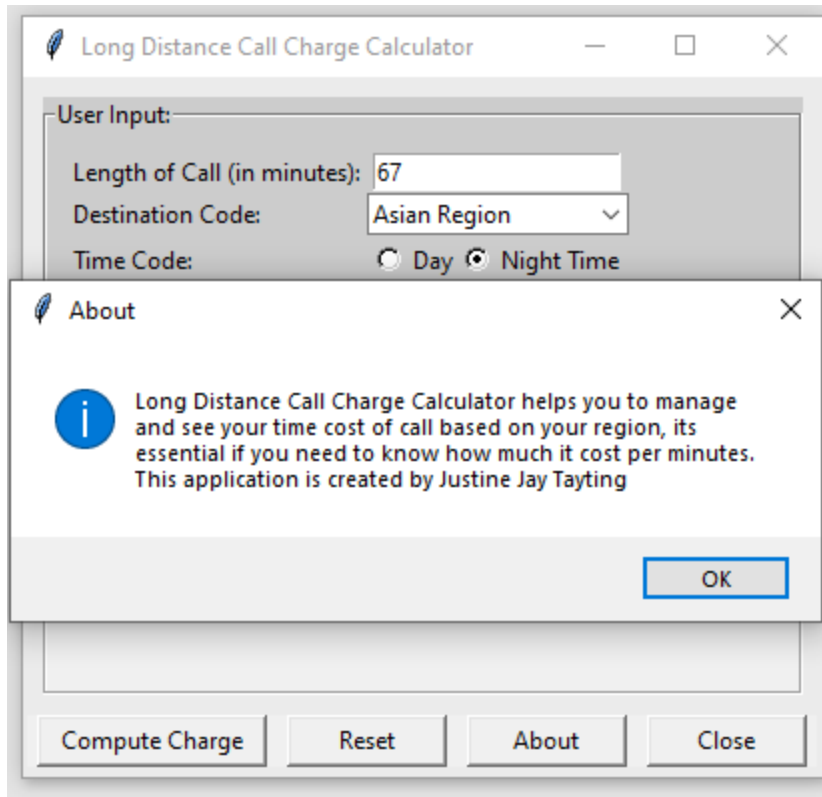 Long Distance Call Charge Calculator
User Input:
Length of Call (in minutes): 67
Destination Code: Asian Region
Time Code: Day Night Time
About
Long Distance Call Charge Calculator helps you to manage
and see your time cost of call based on your region, its
essential if you need to know how much it cost per minutes.
This application is created by Justine Jay Tayting
OK
Compute Charge Reset About Close